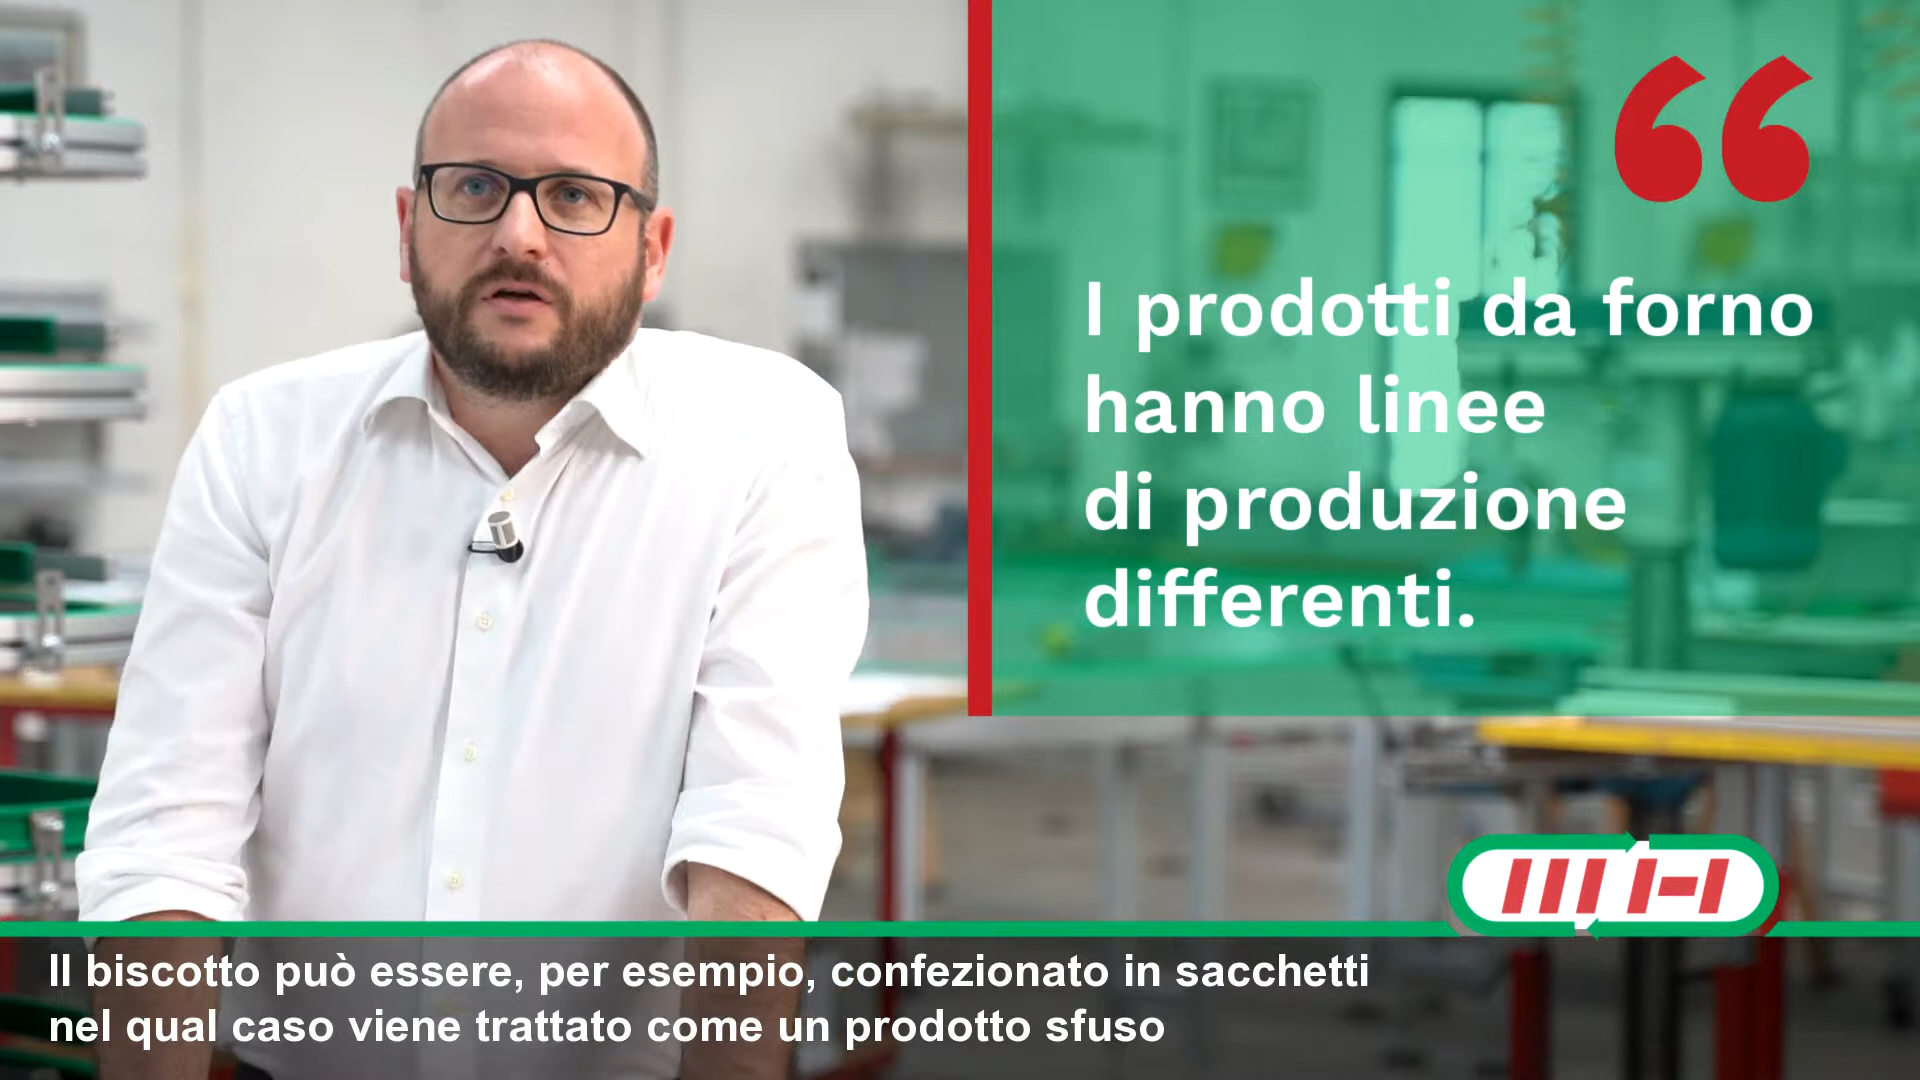 I prodotti da forno
hanno linee
di produzione
differenti.
Il biscotto può essere, per esempio, confezionato in sacchetti
nel qual caso viene trattato come un prodotto sfuso